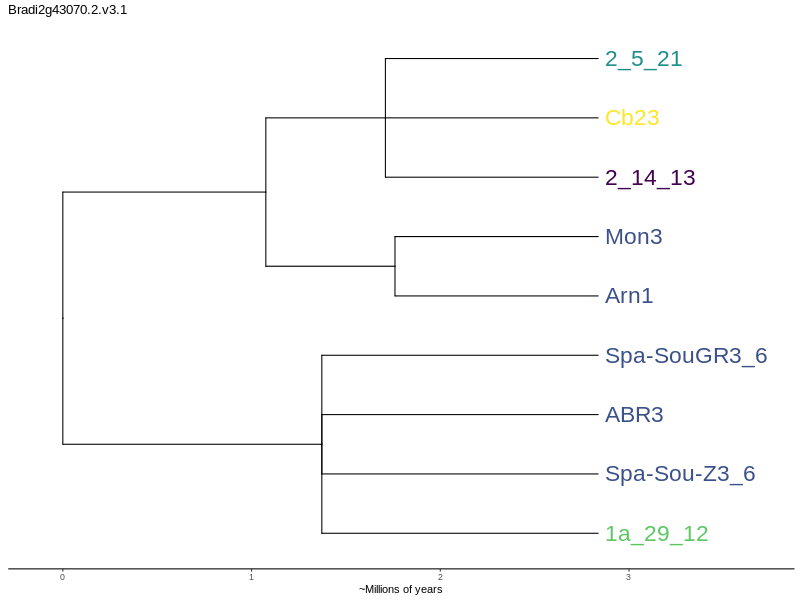 Bradi2g43070.2.v3.1
2_5_21
Cb23
2_14_13
Mon3
Arn1
Spa-SouGR3_6
ABR3
Spa-Sou-Z3_6
1a_29_12
0 1 2 3
~Millions of years